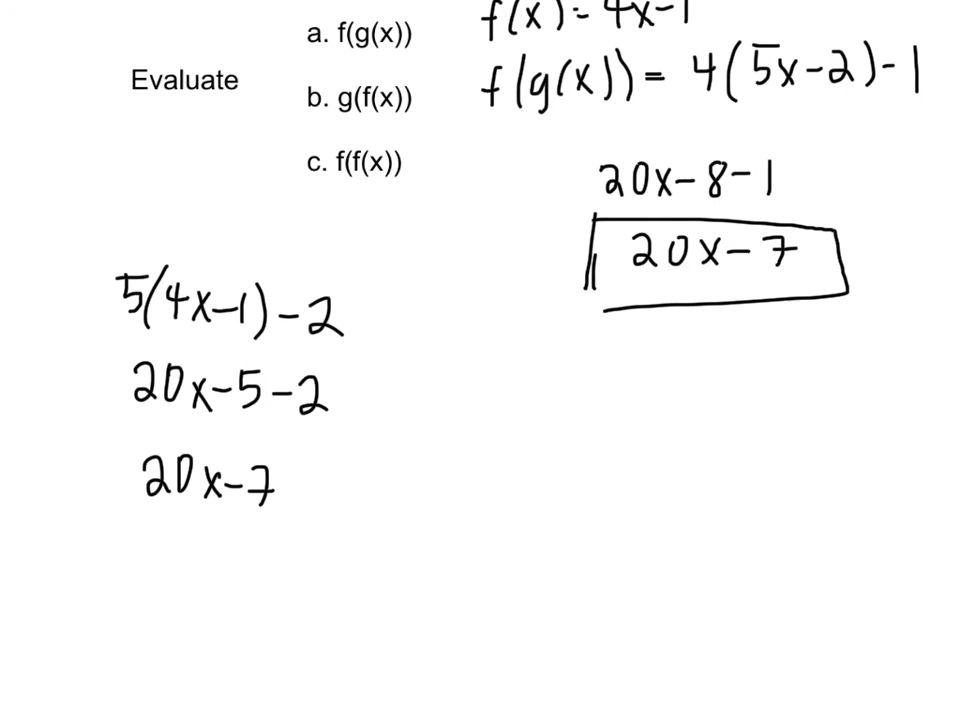 a. f(g(x))
Evaluate
b. g(f(x))
c. f(f(x))
f(x) = 4x-1
f(g(x)) = 4(5x-2)-1
20x-8-1
20x-7
5(4x-1)-2
20x-5-2
20x-7